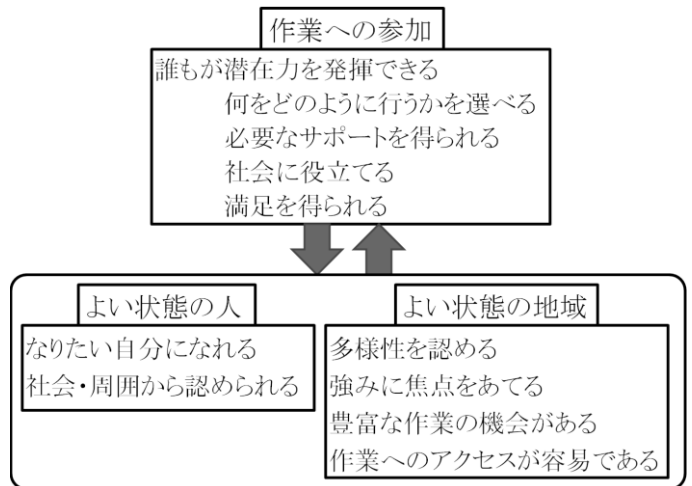 作業への参加
誰もが潜在力を発揮できる
何をどのように行うかを選べる
必要なサポートを得られる
社会に役立てる
満足を得られる
よい状態の人
なりたい自分になれる
社会・周囲から認められる
よい状態の地域
多様性を認める
強みに焦点をあてる
豊富な作業の機会がある
作業へのアクセスが容易である